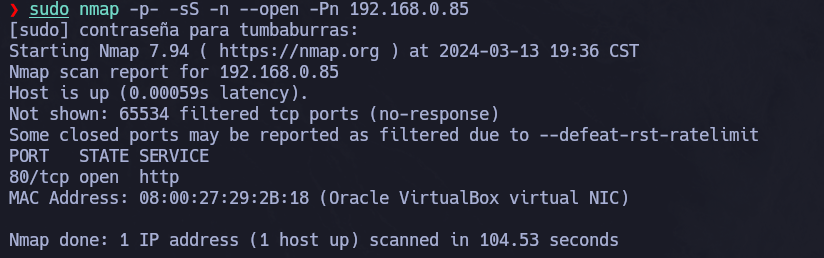 ❯ sudo nmap -p- -sS -n --open -Pn 192.168.0.85
[sudo] contraseña para tumbaburras:
Starting Nmap 7.94 ( https://nmap.org ) at 2024-03-13 19:36 CST
Nmap scan report for 192.168.0.85
Host is up (0.00059s latency).
Not shown: 65534 filtered tcp ports (no-response)
Some closed ports may be reported as filtered due to --defeat-rst-ratelimit
PORT   STATE SERVICE
80/tcp open  http
MAC Address: 08:00:27:29:2B:18 (Oracle VirtualBox virtual NIC)
Nmap done: 1 IP address (1 host up) scanned in 104.53 seconds